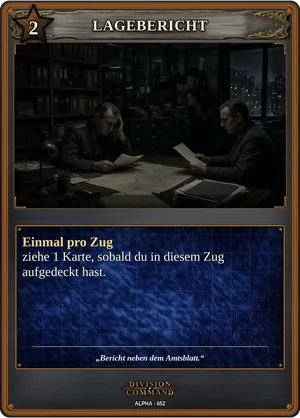 2
LAGEBERICHT
Einmal pro Zug
ziehe 1 Karte, sobald du in diesem Zug
aufgedeckt hast.
„Bericht neben dem Amtsblatt.“
DIVISION
COMMAND
ALPHA - 652